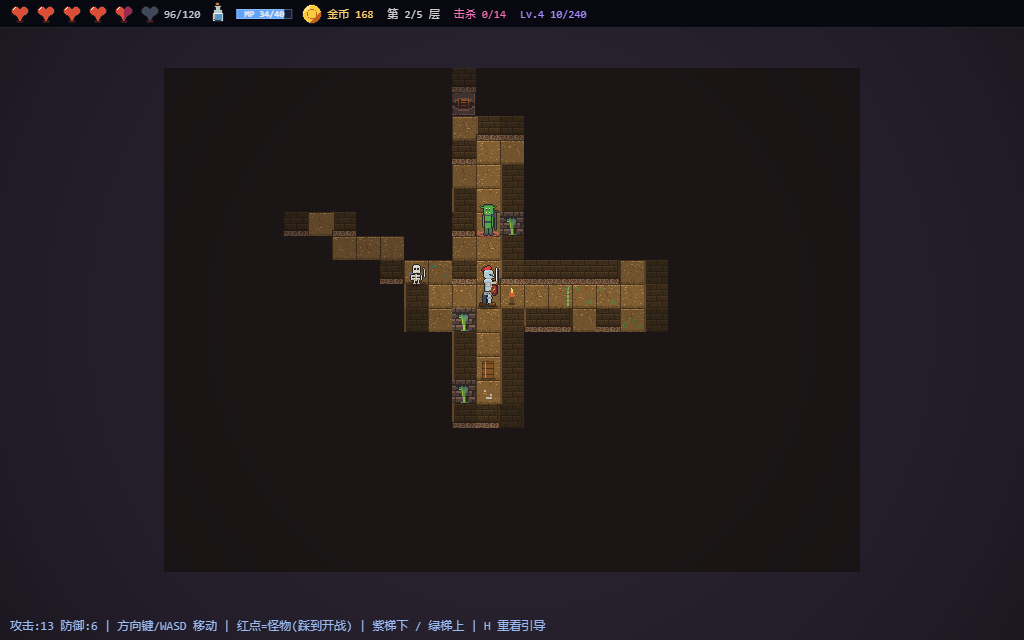 96/120 MP 34/40 金币 168 第 2/5 层 击杀 0/14 Lv.4 10/240
攻击:13 防御:6 | 方向键/WASD 移动 | 红点=怪物(踩到开战) | 紫梯下 / 绿梯上 | H 重看引导